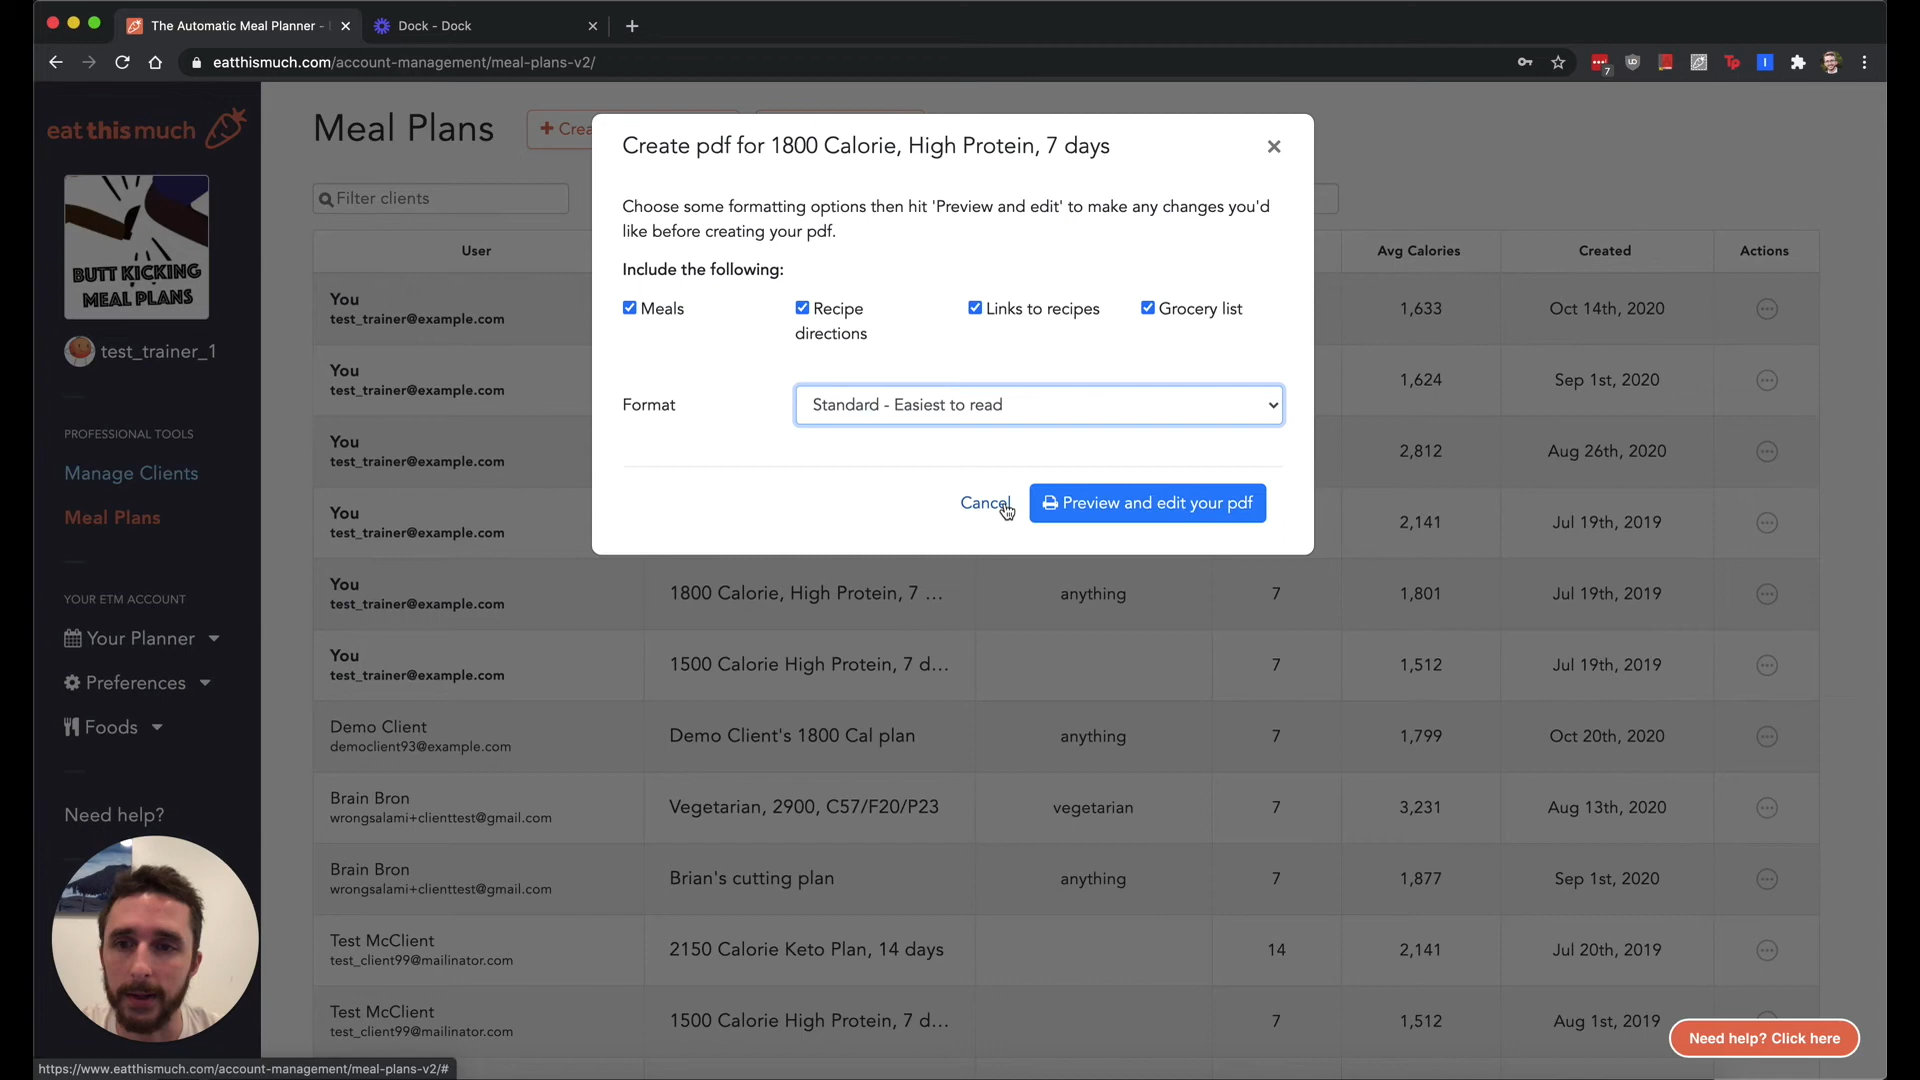 The Automatic Meal Planner -
Dock - Dock
eatthismuch.com/account-management/meal-plans-v2/
7
eat this much
BUTT KICKING
MEAL PLANS
test_trainer_1
PROFESSIONAL TOOLS
Manage Clients
Meal Plans
YOUR ETM ACCOUNT
Your Planner
Preferences
Foods
Need help?
Meal Plans
+ Crea
Filter clients
Create pdf for 1800 Calorie, High Protein, 7 days
×
Choose some formatting options then hit 'Preview and edit' to make any changes you'd
like before creating your pdf.
Include the following:
Meals
Recipe
directions
Links to recipes
Grocery list
Format
Standard - Easiest to read
Cancel
Preview and edit your pdf
User
Avg Calories
Created
Actions
You
test_trainer@example.com
1,633
Oct 14th, 2020
You
test_trainer@example.com
1,624
Sep 1st, 2020
You
test_trainer@example.com
2,812
Aug 26th, 2020
You
test_trainer@example.com
2,141
Jul 19th, 2019
You
test_trainer@example.com
1800 Calorie, High Protein, 7 ...
anything
7
1,801
Jul 19th, 2019
You
test_trainer@example.com
1500 Calorie High Protein, 7 d...
7
1,512
Jul 19th, 2019
Demo Client
democlient93@example.com
Demo Client's 1800 Cal plan
anything
7
1,799
Oct 20th, 2020
Brain Bron
wrongsalami+clienttest@gmail.com
Vegetarian, 2900, C57/F20/P23
vegetarian
7
3,231
Aug 13th, 2020
Brain Bron
wrongsalami+clienttest@gmail.com
Brian's cutting plan
anything
7
1,877
Sep 1st, 2020
Test McClient
test_client99@mailinator.com
2150 Calorie Keto Plan, 14 days
14
2,141
Jul 20th, 2019
Test McClient
test_client99@mailinator.com
1500 Calorie High Protein, 7 d...
7
1,512
Aug 1st, 2019
Need help? Click here
https://www.eatthismuch.com/account-management/meal-plans-v2/#